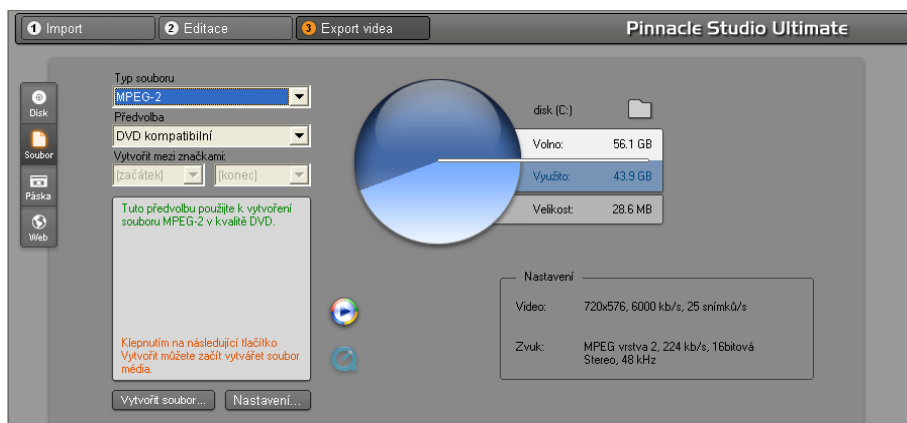 1 Import
2 Editace
3 Export videa
Pinnacle Studio Ultimate
Disk
Soubor
Páska
Web
Typ souboru
MPEG-2
Předvolba
DVD kompatibilní
Vytvořit mezi značkami:
[začátek] [konec]
Tuto předvolbu použijte k vytvoření
souboru MPEG-2 v kvalitě DVD.
Klepnutím na následující tlačítko
Vytvořit můžete začít vytvářet soubor
média.
Vytvořit soubor... Nastavení...
disk (C:)
Volno: 56.1 GB
Využito: 43.9 GB
Velikost: 28.6 MB
Nastavení
Video: 720x576, 6000 kb/s, 25 snímků/s
Zvuk: MPEG vrstva 2, 224 kb/s, 16bitová
Stereo, 48 kHz